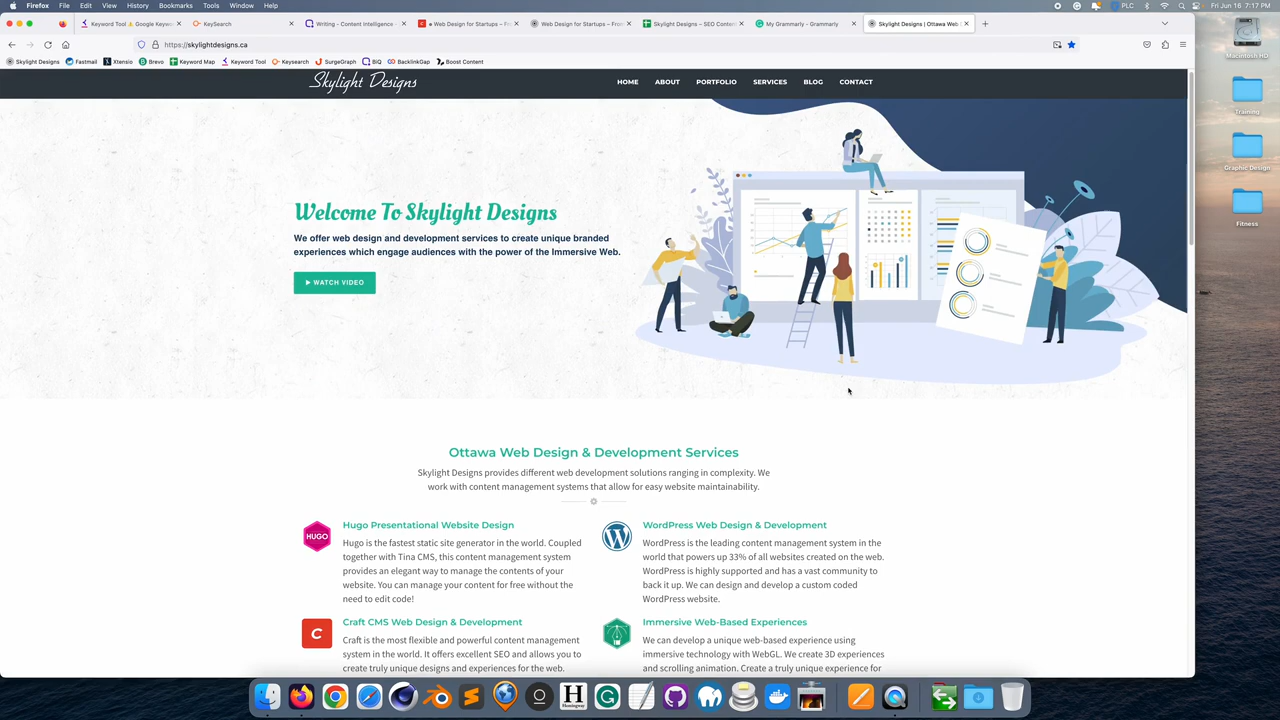 Firefox File Edit View History Bookmarks Tools Window Help
PLC Fri Jun 16 7:17 PM
Keyword Tool Google Keywo
KeySearch
Writing - Content Intelligence -
Web Design for Startups – Fr
Web Design for Startups – Fron
Skylight Designs – SEO Conten
My Grammarly - Grammarly
Skylight Designs | Ottawa Web
https://skylightdesigns.ca
Skylight Designs Fastmail Xtensio Brevo Keyword Map Keyword Tool Keysearch SurgeGraph BIQ BacklinkGap Boost Content
Skylight Designs
HOME ABOUT PORTFOLIO SERVICES BLOG CONTACT
Macintosh HD
Training
Graphic Design
Fitness
Welcome To Skylight Designs
We offer web design and development services to create unique branded
experiences which engage audiences with the power of the Immersive Web.
WATCH VIDEO
Ottawa Web Design & Development Services
Skylight Designs provides different web development solutions ranging in complexity. We
work with content management systems that allow for easy website maintainability.
HUGO
Hugo Presentational Website Design
Hugo is the fastest static site generator in the world. Coupled
together with Tina CMS, this content management system
provides an elegant way to manage the contents of your
website. You can manage your content for free without the
need to edit code!
WordPress Web Design & Development
WordPress is the leading content management system in the
world that powers up 33% of all websites created on the web.
WordPress is highly supported and has a vast community to
back it up. We can design and develop a custom coded
WordPress website.
C
Craft CMS Web Design & Development
Craft is the most flexible and powerful content management
system in the world. It offers excellent SEO and allows you to
create truly unique designs and experiences for the web.
Immersive Web-Based Experiences
We can develop a unique web-based experience using
immersive technology with WebGL. We create 3D experiences
and scrolling animation. Create a truly unique experience for
H
Hemingway